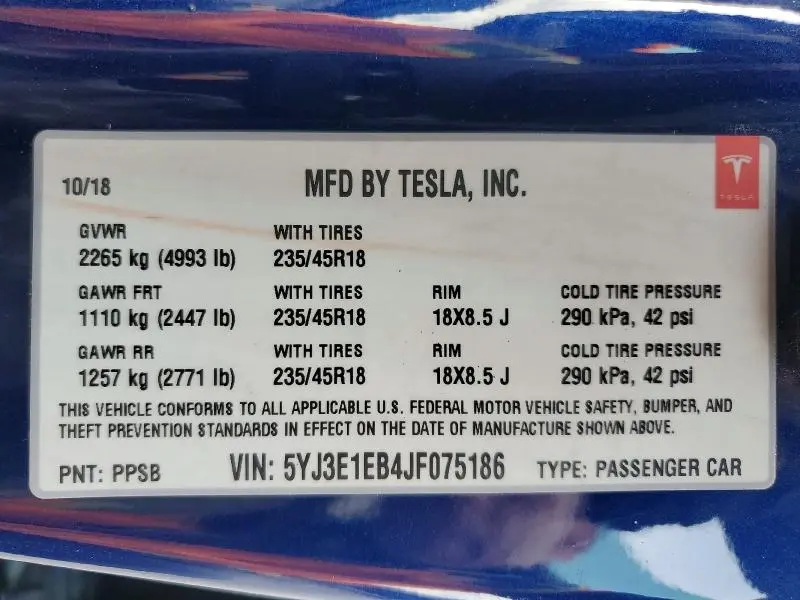 10/18 MFD BY TESLA, INC.
TESLA
GVWR WITH TIRES
2265 kg (4993 lb) 235/45R18
GAWR FRT WITH TIRES RIM COLD TIRE PRESSURE
1110 kg (2447 lb) 235/45R18 18X8.5 J 290 kPa, 42 psi
GAWR RR WITH TIRES RIM COLD TIRE PRESSURE
1257 kg (2771 lb) 235/45R18 18X8.5 J 290 kPa, 42 psi
THIS VEHICLE CONFORMS TO ALL APPLICABLE U.S. FEDERAL MOTOR VEHICLE SAFETY, BUMPER, AND
THEFT PREVENTION STANDARDS IN EFFECT ON THE DATE OF MANUFACTURE SHOWN ABOVE.
PNT: PPSB VIN: 5YJ3E1EB4JF075186 TYPE: PASSENGER CAR